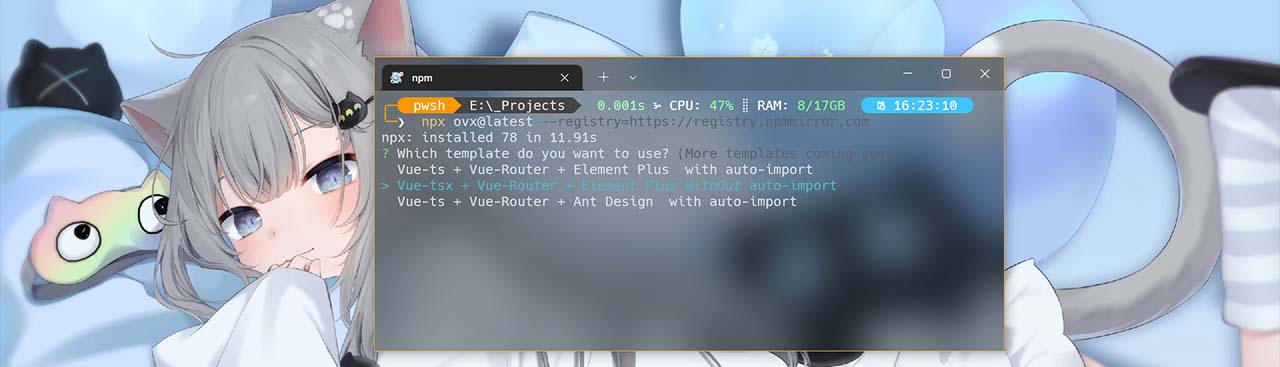 npm
pwsh E:\_Projects 0.001s CPU: 47% RAM: 8/17GB 16:23:10
❯ npx ovx@latest --registry=https://registry.npmmirror.com
npx: installed 78 in 11.91s
? Which template do you want to use? (More templates coming soon
Vue-ts + Vue-Router + Element Plus  with auto-import
> Vue-tsx + Vue-Router + Element Plus WithOut auto-import
Vue-ts + Vue-Router + Ant Design  with auto-import